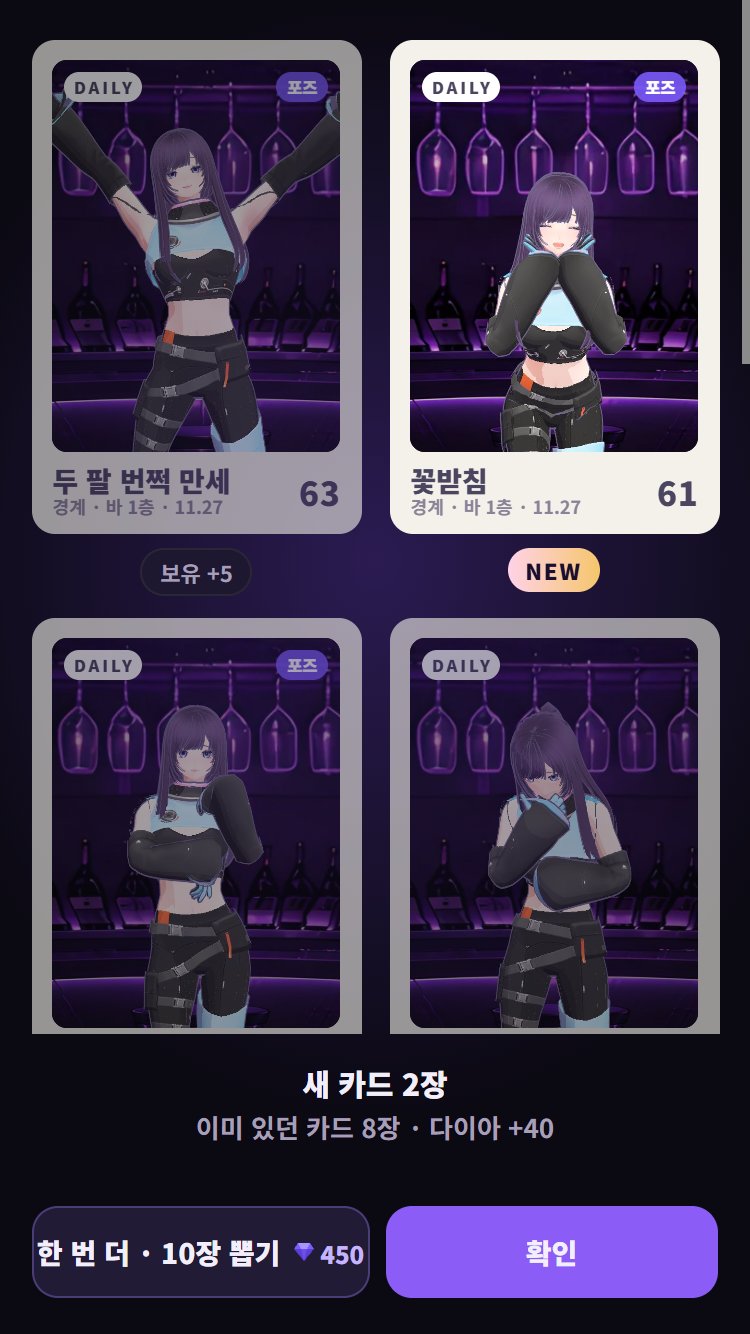 DAILY 포즈
두 팔 번쩍 만세 63
경계 · 바 1층 · 11.27
보유 +5
DAILY 포즈
꽃받침 61
경계 · 바 1층 · 11.27
NEW
DAILY 포즈
DAILY
새 카드 2장
이미 있던 카드 8장 · 다이아 +40
한 번 더 · 10장 뽑기 450
확인